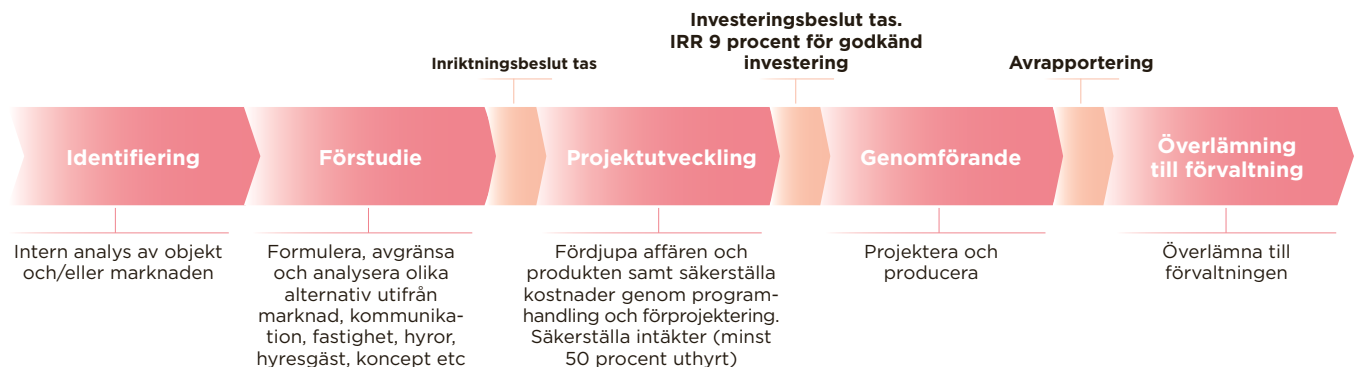 Investeringsbeslut tas.
IRR 9 procent för godkänd
investering
Inriktningsbeslut tas
Avrapportering
Identifiering
Förstudie
Projektutveckling
Genomförande
Överlämning
till förvaltning
Intern analys av objekt
och/eller marknaden
Formulera, avgränsa
och analysera olika
alternativ utifrån
marknad, kommunika-
tion, fastighet, hyror,
hyresgäst, koncept etc
Fördjupa affären och
produkten samt säkerställa
kostnader genom program-
handling och förprojektering.
Säkerställa intäkter (minst
50 procent uthyrt)
Projektera och
producera
Överlämna till
förvaltningen